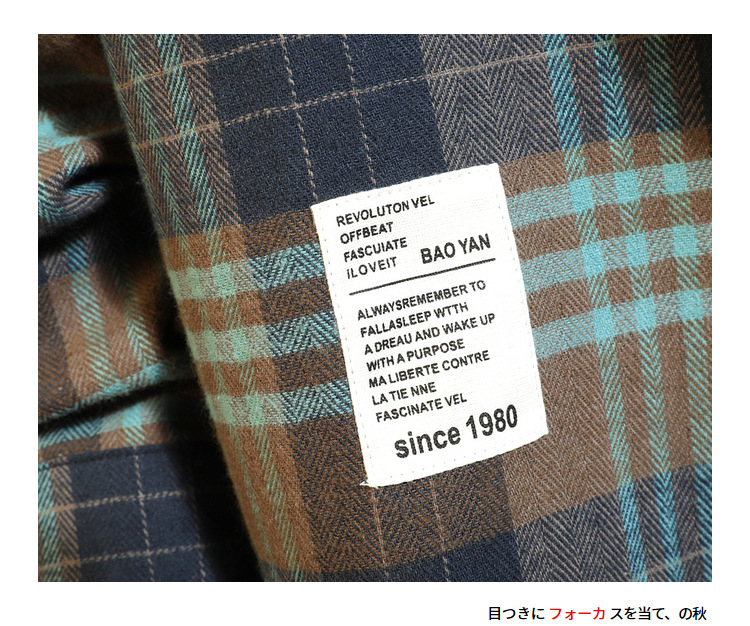 REVOLUTON VEL
OFFBEAT
FASCUIATE
iLOVEIT
BAO YAN
ALWAYSREMEMBER TO
FALLASLEEP WTTH
A DREAU AND WAKE UP
WITH A PURPOSE
MA LIBERTE CONTRE
LA TIE NNE
FASCINATE VEL
since 1980
目つきに フォーカ スを当て、の秋